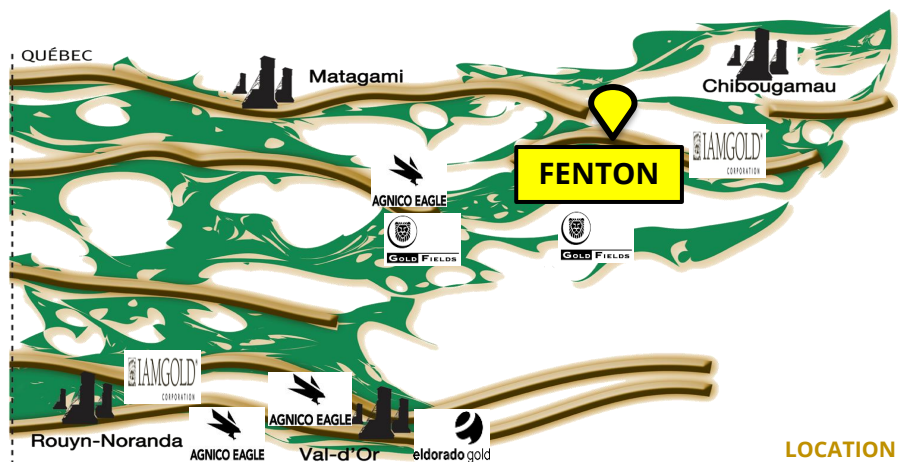 QUÉBEC
Matagami
Chibougamau
IAMGOLD®
CORPORATION
FENTON
AGNICO EAGLE
GOLD FIELDS
GOLD FIELDS
IAMGOLD®
CORPORATION
AGNICO EAGLE
Rouyn-Noranda
AGNICO EAGLE
Val-d'Or
eldorado gold
LOCATION